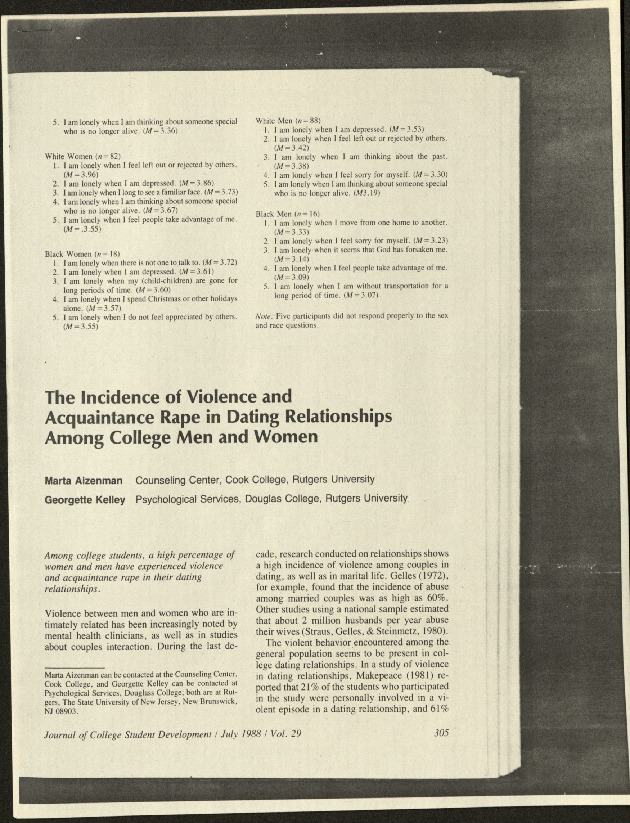 5. I am lonely when I am thinking about someone special
who is no longer alive. (M = 3.36)
White Women (n = 82)
1. I am lonely when I feel left out or rejected by others.
(M = 3.96)
2. I am lonely when I am depressed. (M = 3.86)
3. I am lonely when I long to see a familiar face. (M = 3.73)
4. I am lonely when I am thinking about someone special
who is no longer alive. (M = 3.67)
5. I am lonely when I feel people take advantage of me.
(M = .3.55)
Black Women (n = 18)
1. I am lonely when there is not one to talk to. (M = 3.72)
2. I am lonely when I am depressed. (M = 3.61)
3. I am lonely when my (child-children) are gone for
long periods of time. (M = 3.60)
4. I am lonely when I spend Christmas or other holidays
alone. (M = 3.57)
5. I am lonely when I do not feel appreciated by others.
(M = 3.55)
White Men (n = 88)
1. I am lonely when I am depressed. (M = 3.53)
2. I am lonely when I feel left out or rejected by others.
(M = 3.42)
3. I am lonely when I am thinking about the past.
(M = 3.38)
4. I am lonely when I feel sorry for myself. (M = 3.30)
5. I am lonely when I am thinking about someone special
who is no longer alive. (M3.19)
Black Men (n = 16)
1. I am lonely when I move from one home to another.
(M = 3.33)
2. I am lonely when I feel sorry for myself. (M = 3.23)
3. I am lonely when it seems that God has forsaken me.
(M = 3.14)
4. I am lonely when I feel people take advantage of me.
(M = 3.09)
5. I am lonely when I am without transportation for a
long period of time. (M = 3.07)
Note. Five participants did not respond properly to the sex
and race questions.
The Incidence of Violence and
Acquaintance Rape in Dating Relationships
Among College Men and Women
Marta Aizenman Counseling Center, Cook College, Rutgers University
Georgette Kelley Psychological Services, Douglas College, Rutgers University
Among college students, a high percentage of
women and men have experienced violence
and acquaintance rape in their dating
relationships.
Violence between men and women who are in-
timately related has been increasingly noted by
mental health clinicians, as well as in studies
about couples interaction. During the last de-
Marta Aizenman can be contacted at the Counseling Center,
Cook College, and Georgette Kelley can be contacted at
Psychological Services, Douglass College; both are at Rut-
gers, The State University of New Jersey, New Brunswick,
NJ 08903.
cade, research conducted on relationships shows
a high incidence of violence among couples in
dating, as well as in marital life. Gelles (1972),
for example, found that the incidence of abuse
among married couples was as high as 60%.
Other studies using a national sample estimated
that about 2 million husbands per year abuse
their wives (Straus, Gelles, & Steinmetz, 1980).
The violent behavior encountered among the
general population seems to be present in col-
lege dating relationships. In a study of violence
in dating relationships, Makepeace (1981) re-
ported that 21% of the students who participated
in the study were personally involved in a vi-
olent episode in a dating relationship, and 61%
Journal of College Student Development / July 1988 / Vol. 29 305